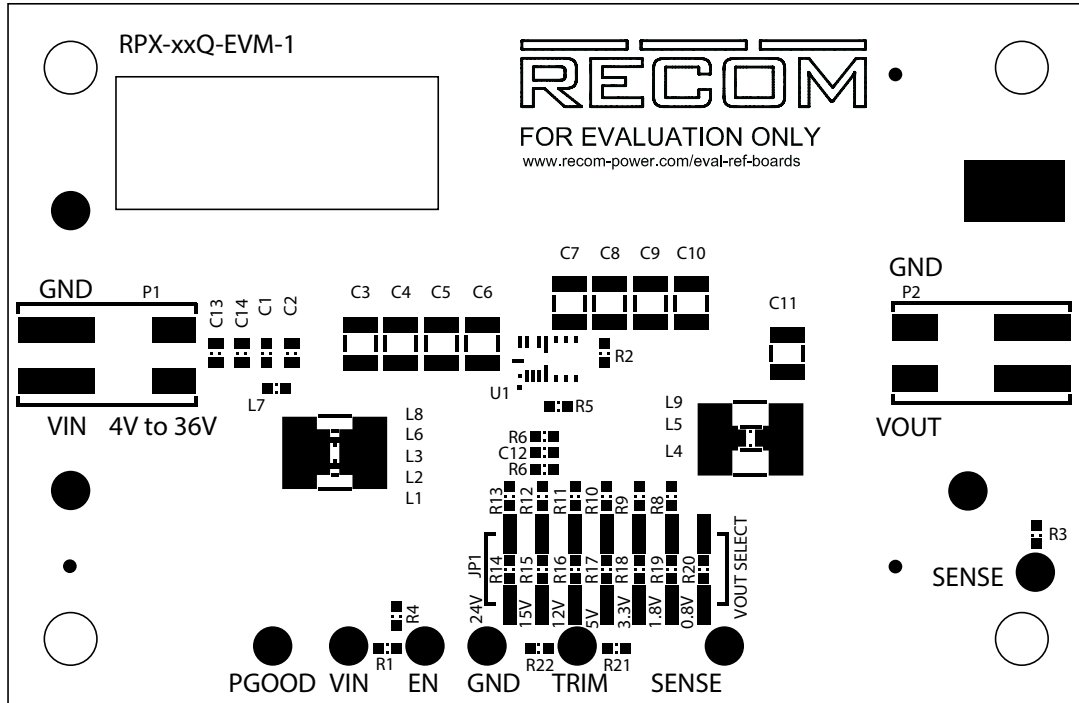 RPX-xxQ-EVM-1
RECOM
FOR EVALUATION ONLY
www.recom-power.com/eval-ref-boards
GND
P1
C13
C14
C1
C2
C3
C4
C5
C6
C7
C8
C9
C10
C11
GND
P2
R2
U1
L7
VIN
4V to 36V
R5
VOUT
L8
L6
L3
L2
L1
L9
L5
L4
R6
C12
R6
R13
R12
R11
R10
R9
R8
R3
SENSE
JP1
R14
R15
R16
R17
R18
R19
R20
VOUT SELECT
24V
15V
12V
5V
3.3V
1.8V
0.8V
R4
R1
R22
R21
PGOOD
VIN
EN
GND
TRIM
SENSE